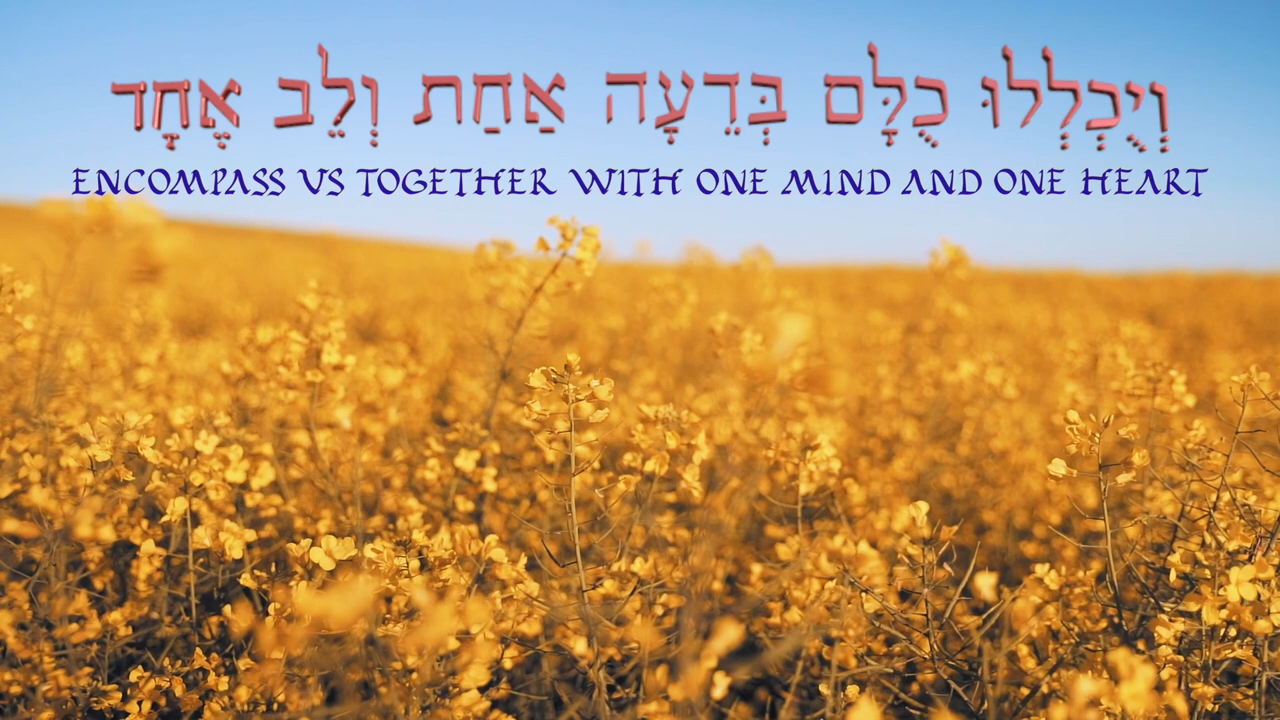 וְיֻכְלְלוּ כֻלָּם בְּדֵעָה אַחַת וְלֵב אֶחָד
ENCOMPASS US TOGETHER WITH ONE MIND AND ONE HEART